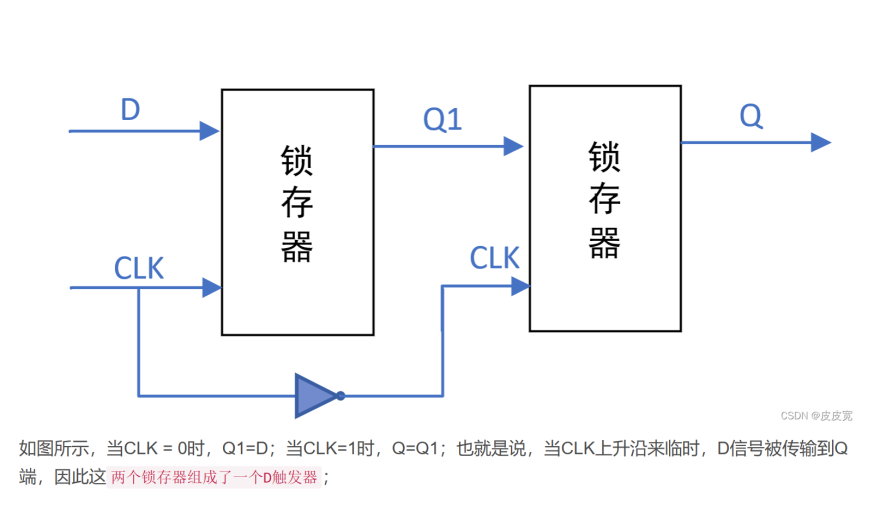 D
Q1
Q
锁存器
锁存器
CLK
CLK
CSDN @皮皮宽
如图所示，当CLK = 0时，Q1=D；当CLK=1时，Q=Q1；也就是说，当CLK上升沿来临时，D信号被传输到Q
端，因此这 两个锁存器组成了一个D触发器；